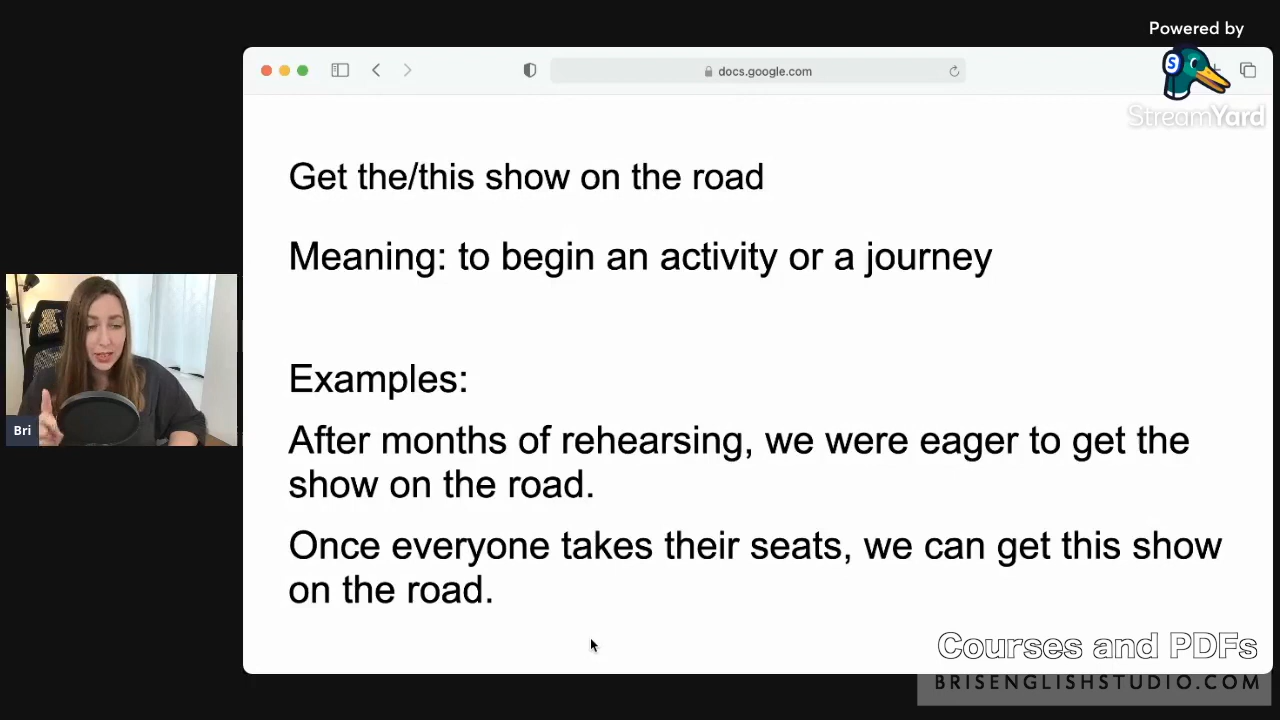 Powered by
StreamYard
docs.google.com
Get the/this show on the road
Meaning: to begin an activity or a journey
Examples:
After months of rehearsing, we were eager to get the
show on the road.
Once everyone takes their seats, we can get this show
on the road.
Bri
Courses and PDFs
BRISENGLISHSTUDIO.COM